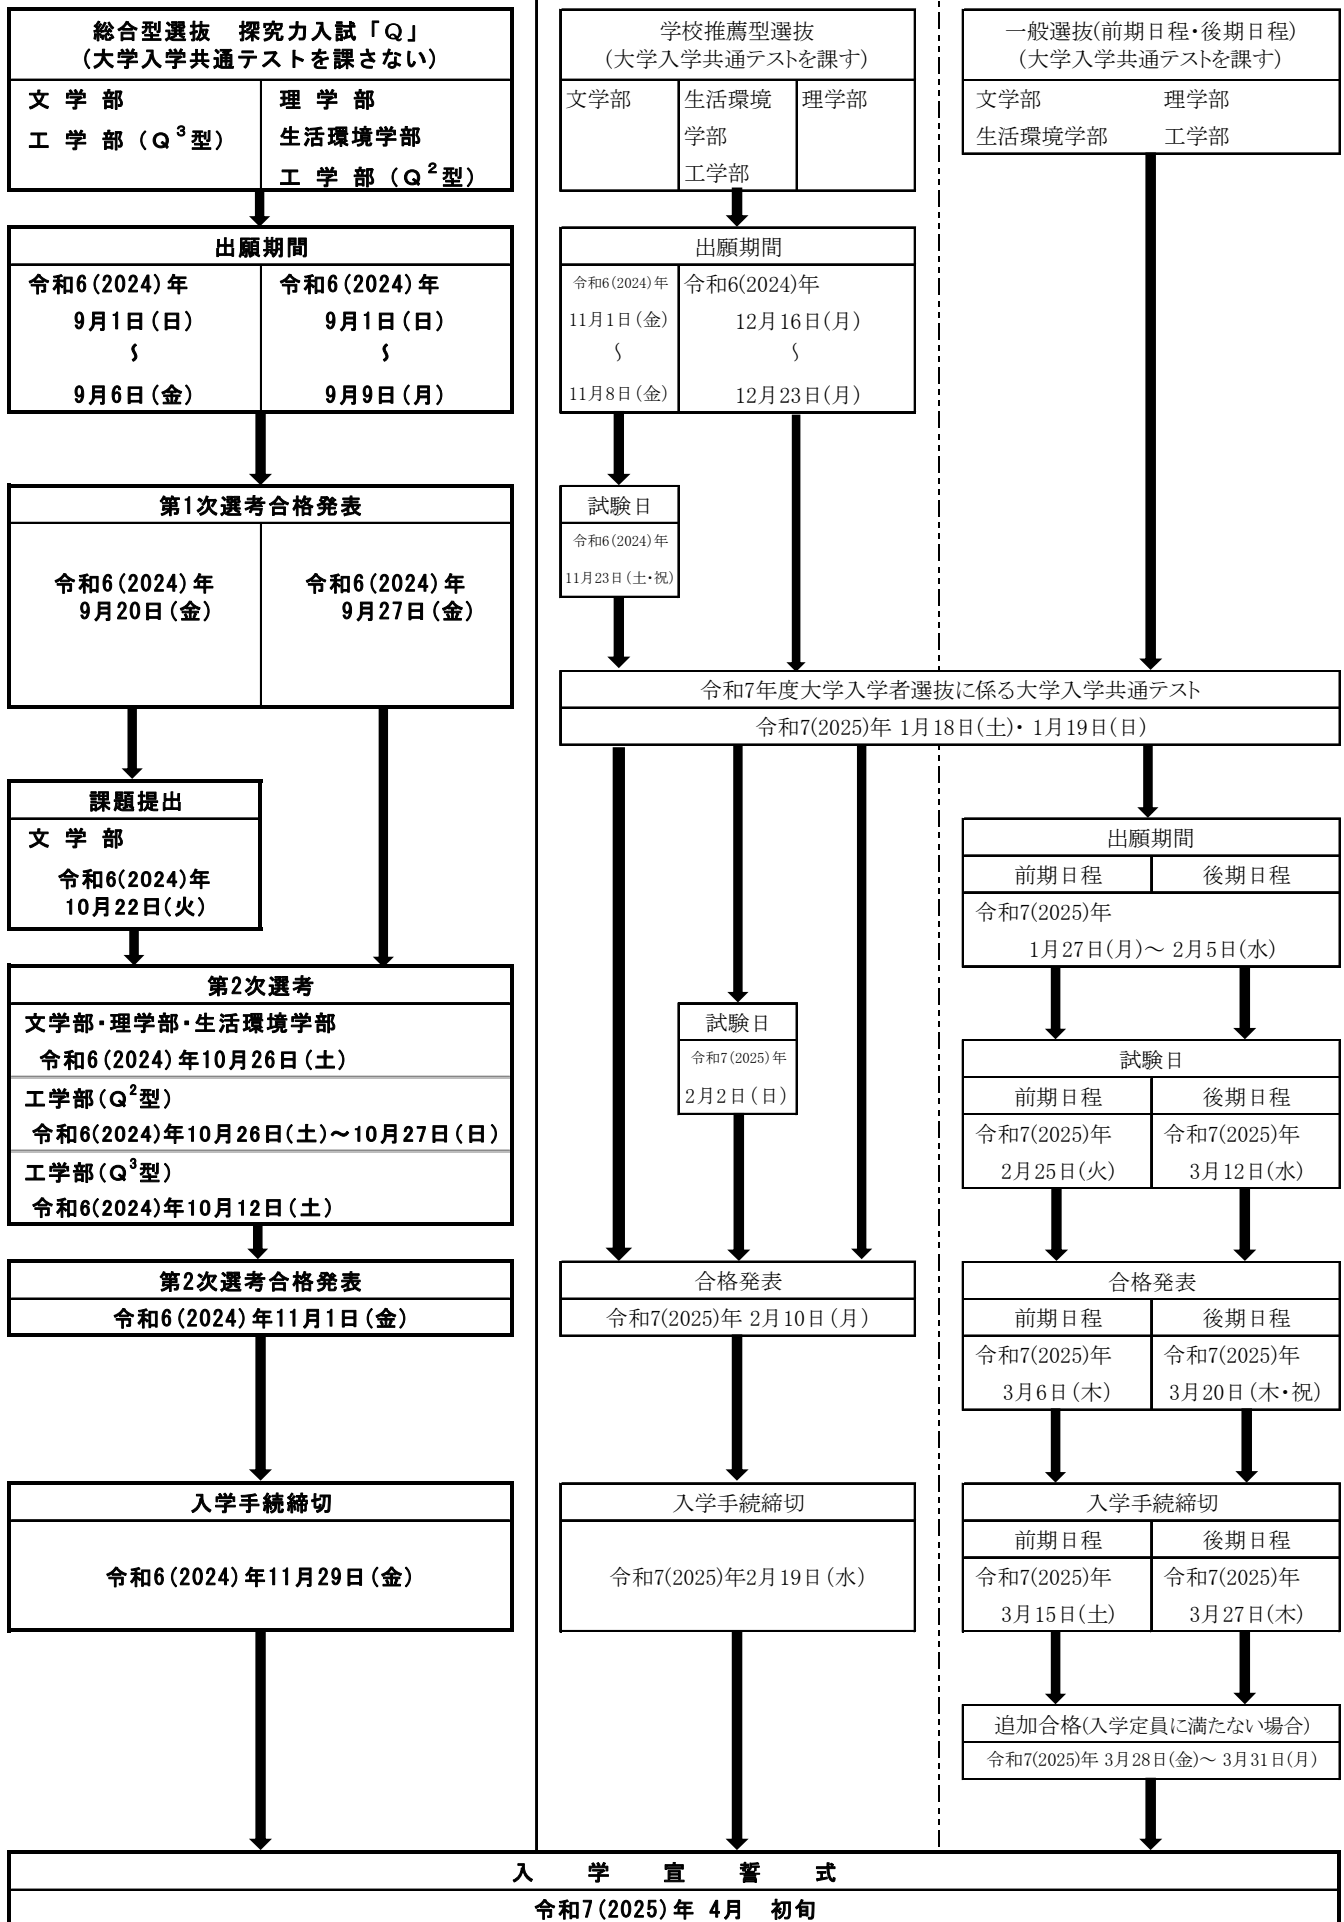 総合型選抜　探究力入試「Ｑ」
(大学入学共通テストを課さない)
文 学 部
工 学 部（Ｑ³型）
理 学 部
生活環境学部
工 学 部（Ｑ²型）
出願期間
令和6(2024)年
9月1日(日)
～
9月6日(金)
令和6(2024)年
9月1日(日)
～
9月9日(月)
第1次選考合格発表
令和6(2024)年
9月20日(金)
令和6(2024)年
9月27日(金)
課題提出
文 学 部
令和6(2024)年
10月22日(火)
第2次選考
文学部・理学部・生活環境学部
令和6(2024)年10月26日(土)
工学部(Ｑ²型)
令和6(2024)年10月26日(土)～10月27日(日)
工学部(Ｑ³型)
令和6(2024)年10月12日(土)
第2次選考合格発表
令和6(2024)年11月1日(金)
入学手続締切
令和6(2024)年11月29日(金)
学校推薦型選抜
(大学入学共通テストを課す)
文学部
生活環境
学部
工学部
理学部
出願期間
令和6(2024)年
11月1日(金)
～
11月8日(金)
令和6(2024)年
12月16日(月)
～
12月23日(月)
試験日
令和6(2024)年
11月23日(土・祝)
一般選抜(前期日程・後期日程)
(大学入学共通テストを課す)
文学部　理学部
生活環境学部　工学部
令和7年度大学入学者選抜に係る大学入学共通テスト
令和7(2025)年 1月18日(土)・ 1月19日(日)
試験日
令和7(2025)年
2月2日(日)
合格発表
令和7(2025)年 2月10日(月)
入学手続締切
令和7(2025)年2月19日(水)
出願期間
前期日程　後期日程
令和7(2025)年
1月27日(月)～ 2月5日(水)
試験日
前期日程　後期日程
令和7(2025)年　令和7(2025)年
2月25日(火)　3月12日(水)
合格発表
前期日程　後期日程
令和7(2025)年　令和7(2025)年
3月6日(木)　3月20日(木・祝)
入学手続締切
前期日程　後期日程
令和7(2025)年　令和7(2025)年
3月15日(土)　3月27日(木)
追加合格(入学定員に満たない場合)
令和7(2025)年 3月28日(金)～ 3月31日(月)
入　学　宣　誓　式
令和7(2025)年 4月　初旬